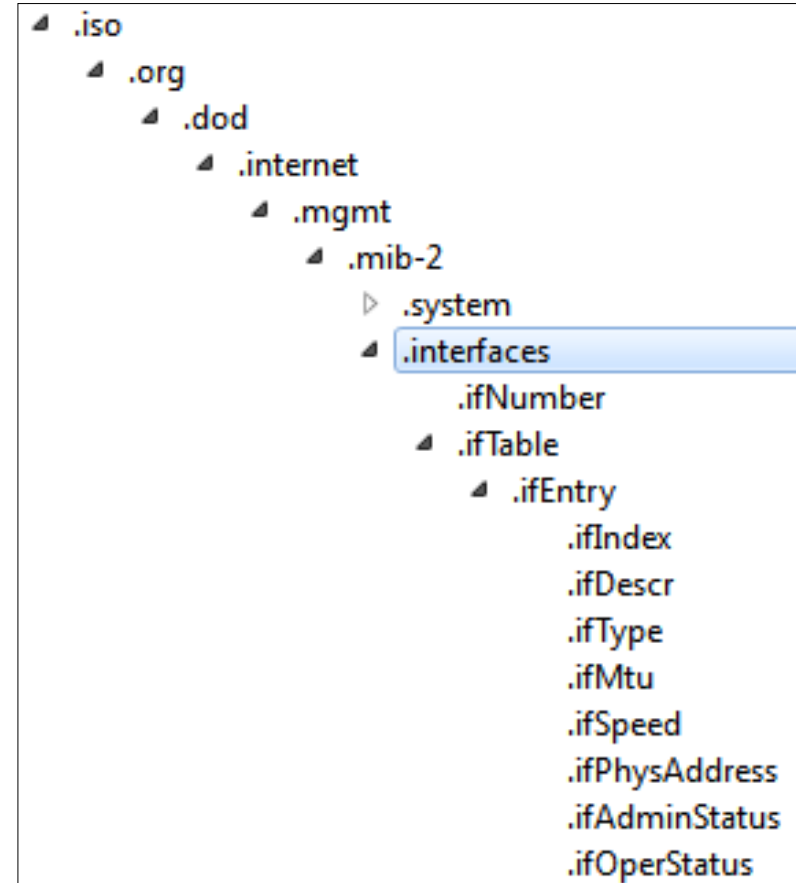 .iso
.org
.dod
.internet
.mgmt
.mib-2
.system
.interfaces
.ifNumber
.ifTable
.ifEntry
.ifIndex
.ifDescr
.ifType
.ifMtu
.ifSpeed
.ifPhysAddress
.ifAdminStatus
.ifOperStatus